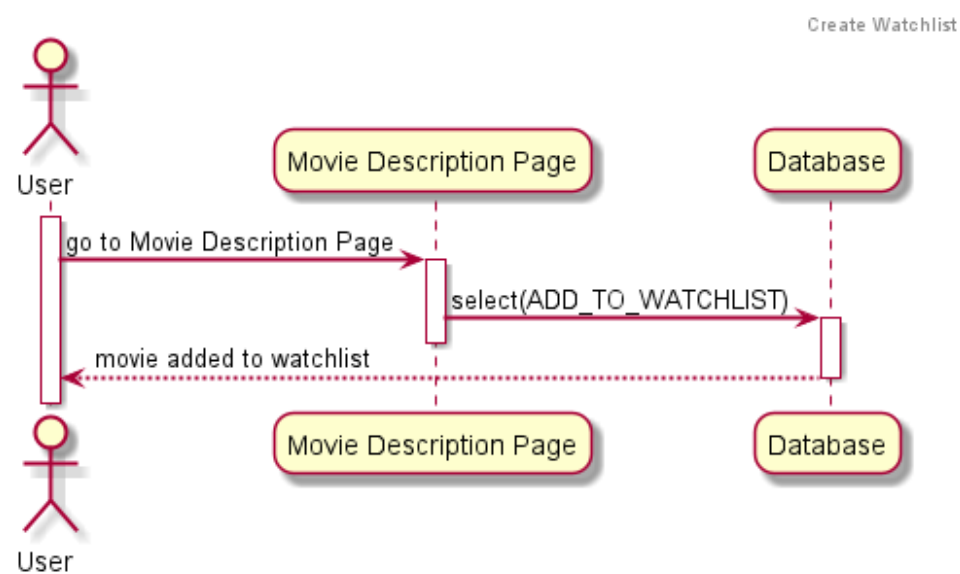 Create Watchlist
User
Movie Description Page
Database
go to Movie Description Page
select(ADD_TO_WATCHLIST)
movie added to watchlist
Movie Description Page
Database
User